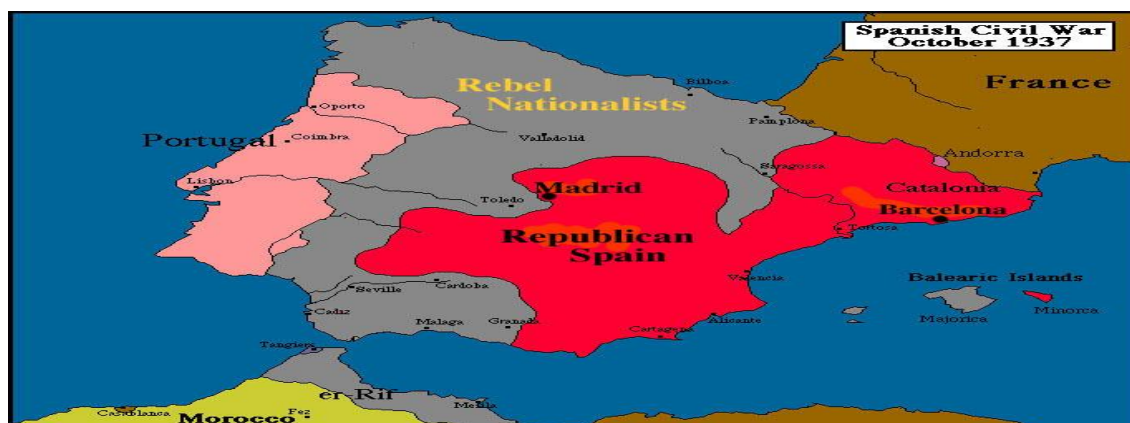 Spanish Civil War
October 1937
France
Rebel
Nationalists
Bilboa
Oporto
Pamplona
Portugal
Coimbra
Valladolid
Andorra
Saragossa
Lisbon
Madrid
Catalonia
Toledo
Barcelona
Tortosa
Republican
Spain
Valencia
Balearic Islands
Seville
Cardoba
Majorica
Minorca
Cadiz
Malaga
Granada
Alicante
Cartagena
Tangiers
er-Rif
Melila
Casablanca
Fez
Morocco